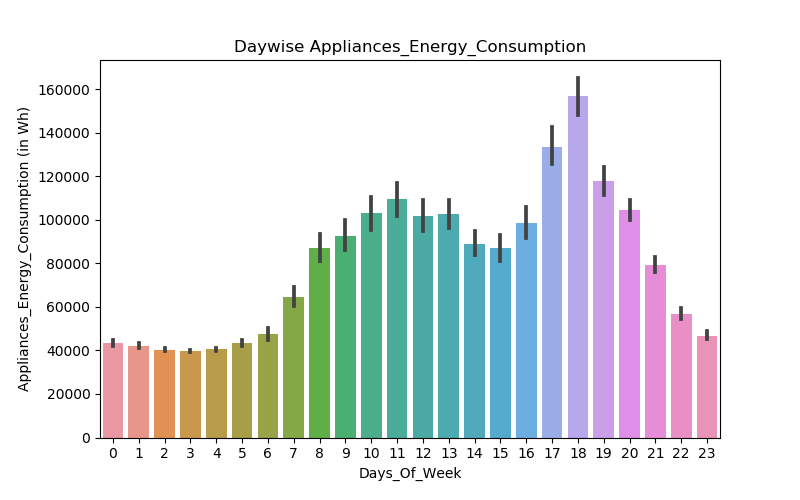 Daywise Appliances_Energy_Consumption
Appliances_Energy_Consumption (in Wh)
160000
140000
120000
100000
80000
60000
40000
20000
0
0 1 2 3 4 5 6 7 8 9 10 11 12 13 14 15 16 17 18 19 20 21 22 23
Days_Of_Week